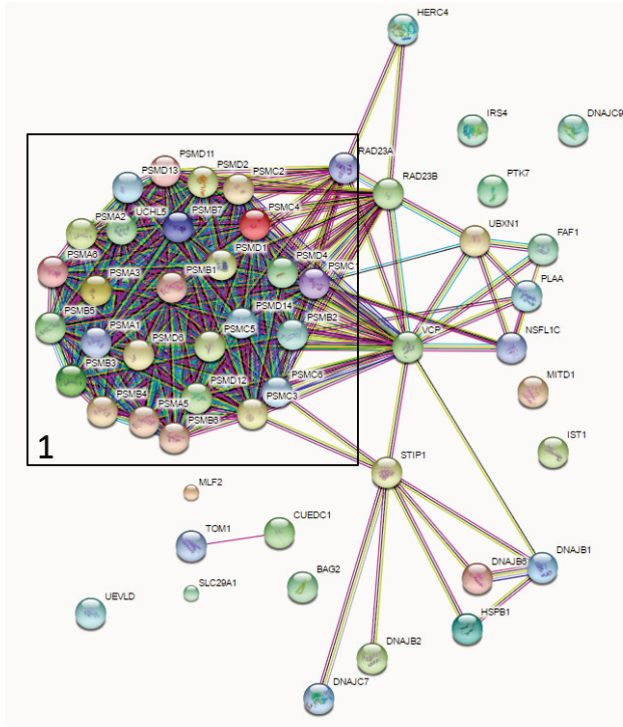 HERC4
IRS4
DNAJC9
RAD23A
PSMD11
PSMD2
PSMD13
PSMC2
RAD23B
PTK7
PSMA2
UCHL5
PSMB7
PSMC4
UBXN1
FAF1
PSMA6
PSMD1
PSMD4
PSMC1
PSMA3
PSMB1
PLAA
PSMB5
PSMD14
PSMB2
PSMA1
PSMC5
VCP
NSFL1C
PSMD6
PSMB3
PSMD12
PSMC6
MITD1
PSMB4
PSMA5
PSMC3
PSMB6
1
IST1
STIP1
MLF2
CUEDC1
TOM1
DNAJB6
DNAJB1
SLC29A1
BAG2
UEVLD
HSPB1
DNAJB2
DNAJC7